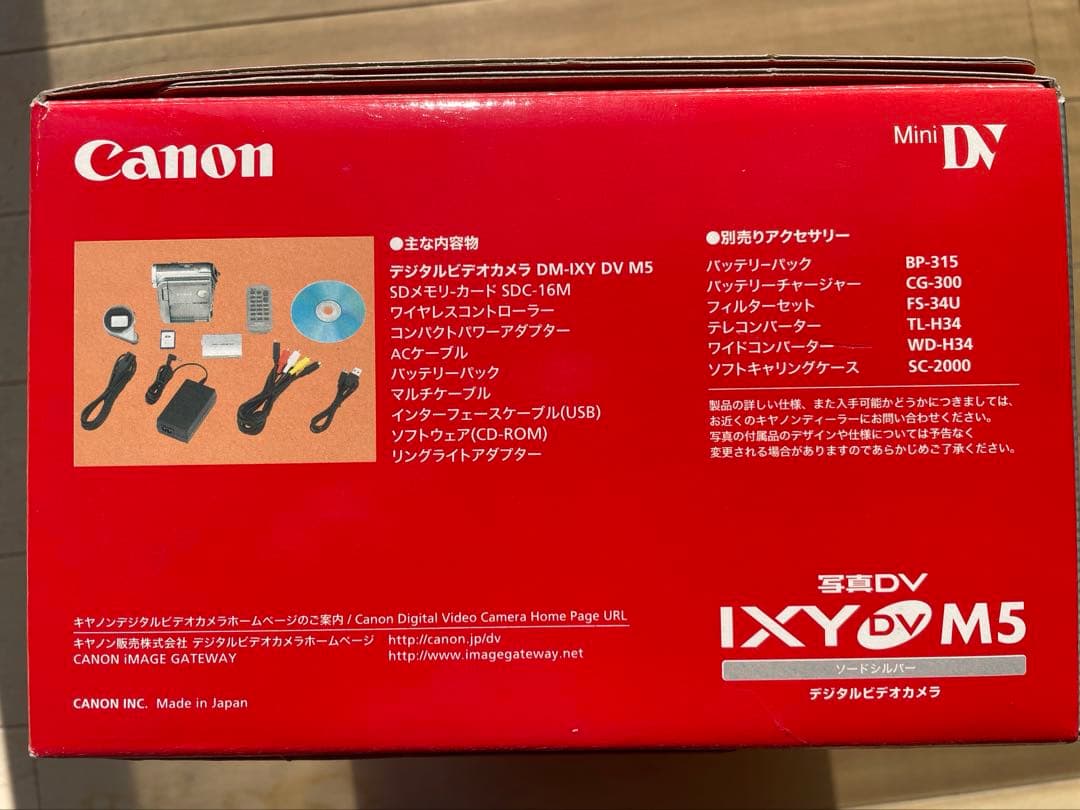 Canon
Mini DV
●主な内容物
デジタルビデオカメラ DM-IXY DV M5
SDメモリ-カード SDC-16M
ワイヤレスコントローラー
コンパクトパワーアダプター
ACケーブル
バッテリーパック
マルチケーブル
インターフェースケーブル(USB)
ソフトウェア(CD-ROM)
リングライトアダプター
●別売りアクセサリー
バッテリーパック BP-315
バッテリーチャージャー CG-300
フィルターセット FS-34U
テレコンバーター TL-H34
ワイドコンバーター WD-H34
ソフトキャリングケース SC-2000
製品の詳しい仕様、また入手可能かどうかにつきましては、
お近くのキヤノンディーラーにお問い合わせください。
写真の付属品のデザインや仕様については予告なく
変更される場合がありますのであらかじめご了承ください。
キヤノンデジタルビデオカメラホームページのご案内 / Canon Digital Video Camera Home Page URL
キヤノン販売株式会社 デジタルビデオカメラホームページ http://canon.jp/dv
CANON iMAGE GATEWAY http://www.imagegateway.net
CANON INC. Made in Japan
写真DV
IXY DV M5
ソードシルバー
デジタルビデオカメラ